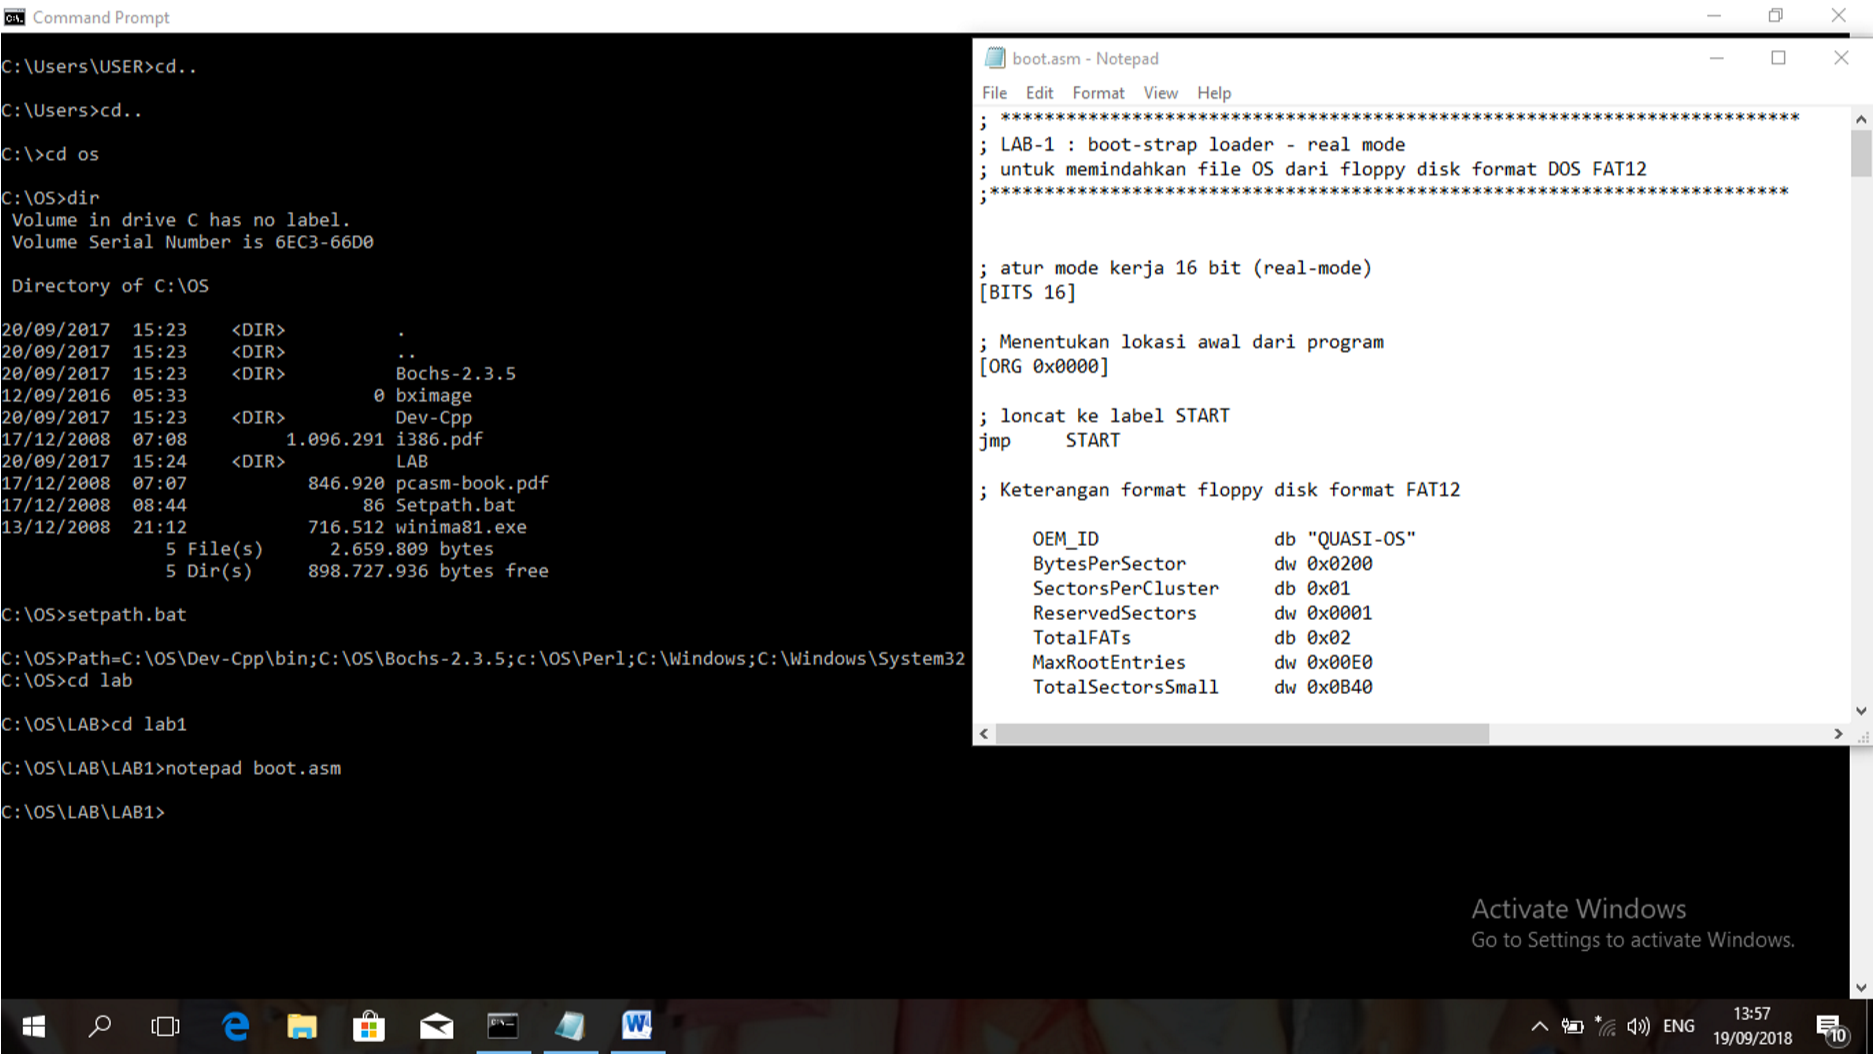 Command Prompt
C:\Users\USER>cd..
C:\Users>cd..
C:\>cd os
C:\OS>dir
Volume in drive C has no label.
Volume Serial Number is 6EC3-66D0
Directory of C:\OS
20/09/2017 15:23 <DIR> .
20/09/2017 15:23 <DIR> ..
20/09/2017 15:23 <DIR> Bochs-2.3.5
12/09/2016 05:33 0 bximage
20/09/2017 15:23 <DIR> Dev-Cpp
17/12/2008 07:08 1.096.291 i386.pdf
20/09/2017 15:24 <DIR> LAB
17/12/2008 07:07 846.920 pcasm-book.pdf
17/12/2008 08:44 86 Setpath.bat
13/12/2008 21:12 716.512 winima81.exe
5 File(s) 2.659.809 bytes
5 Dir(s) 898.727.936 bytes free
C:\OS>setpath.bat
C:\OS>Path=C:\OS\Dev-Cpp\bin;C:\OS\Bochs-2.3.5;c:\OS\Perl;C:\Windows;C:\Windows\System32
C:\OS>cd lab
C:\OS\LAB>cd lab1
C:\OS\LAB\LAB1>notepad boot.asm
C:\OS\LAB\LAB1>
boot.asm - Notepad
File Edit Format View Help
; *************************************************************************
; LAB-1 : boot-strap loader - real mode
; untuk memindahkan file OS dari floppy disk format DOS FAT12
;*************************************************************************
; atur mode kerja 16 bit (real-mode)
[BITS 16]
; Menentukan lokasi awal dari program
[ORG 0x0000]
; loncat ke label START
jmp START
; Keterangan format floppy disk format FAT12
OEM_ID db "QUASI-OS"
BytesPerSector dw 0x0200
SectorsPerCluster db 0x01
ReservedSectors dw 0x0001
TotalFATs db 0x02
MaxRootEntries dw 0x00E0
TotalSectorsSmall dw 0x0B40
Activate Windows
Go to Settings to activate Windows.
ENG
13:57
19/09/2018
10